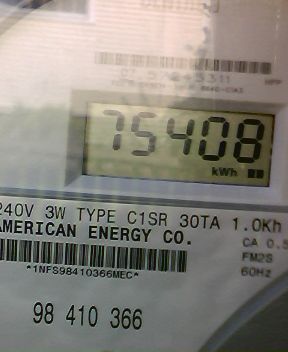 75408
kWh
240V 3W TYPE C1SR 30TA 1.0Kh
AMERICAN ENERGY CO.
CA 0.5
FM2S
60Hz
*1NFS98410366MEC*
98 410 366